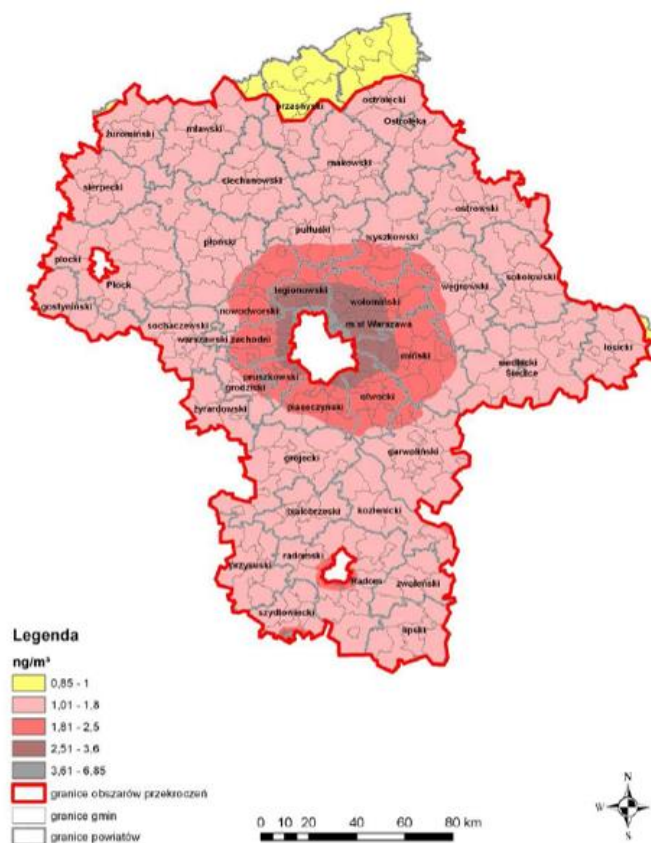 przasnyski
ostrołęcki
Ostrołęka
żuromiński
mławski
makowski
ciechanowski
sierpecki
ostrowski
pułtuski
wyszkowski
płoński
płocki
Płock
sokołowski
węgrowski
legionowski
wołomiński
gostyniński
nowodworski
sochaczewski
m.st Warszawa
warszawski zachodni
miński
łosicki
siedlecki
Siedlce
pruszkowski
grodziski
otwocki
piaseczyński
żyrardowski
garwoliński
grójecki
białobrzeski
kozienicki
radomski
przysuski
Radom
zwoleński
szydłowiecki
lipski
Legenda
ng/m³
0,85 - 1
1,01 - 1,8
1,81 - 2,5
2,51 - 3,6
3,61 - 6,85
granice obszarów przekroczeń
granice gmin
granice powiatów
0 10 20 40 60 80 km
N
W E
S